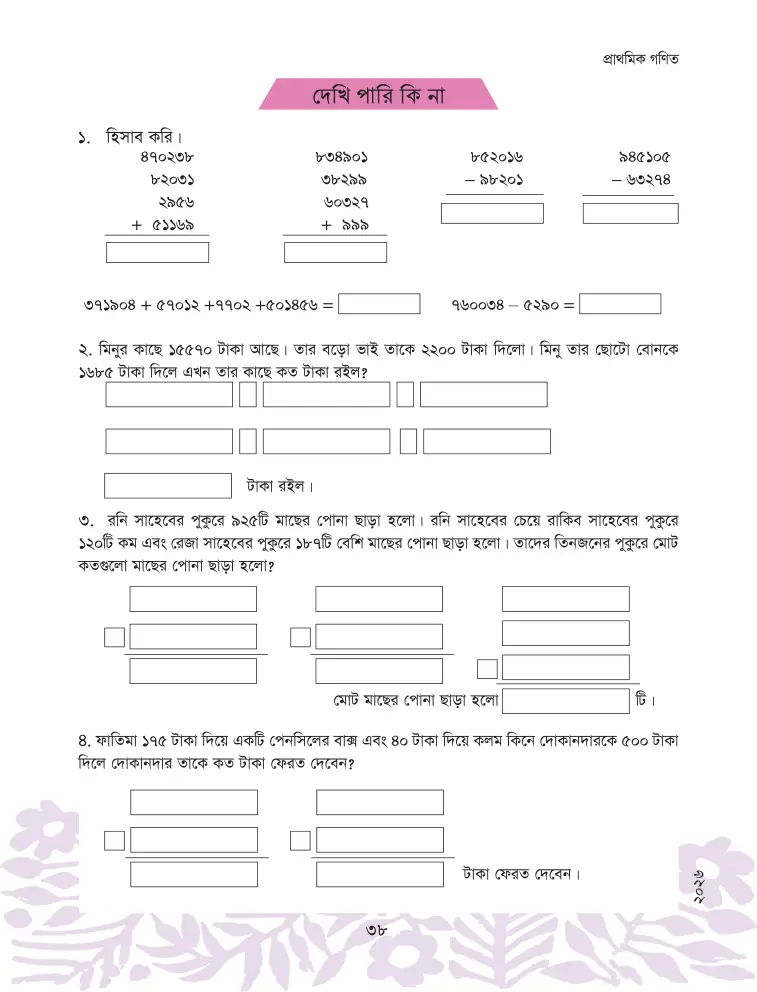 প্রাথমিক গণিত
দেখি পারি কি না
১. হিসাব করি।
৪৭০২৩৮ ৮৩৪৯০১ ৮৫২০১৬ ৯৪৫১০৫
৮২০৩১ ৩৮২৯৯ – ৯৮২০১ – ৬৩২৭৪
২৯৫৬ ৬০৩২৭
+ ৫১১৬৯ + ৯৯৯
৩৭১৯০৪ + ৫৭০১২ +৭৭০২ +৫০১৪৫৬ = ৭৬০০৩৪ – ৫২৯০ =
২. মিনুর কাছে ১৫৫৭০ টাকা আছে। তার বড়ো ভাই তাকে ২২০০ টাকা দিলো। মিনু তার ছোটো বোনকে
১৬৮৫ টাকা দিলে এখন তার কাছে কত টাকা রইল?
টাকা রইল।
৩. রনি সাহেবের পুকুরে ৯২৫টি মাছের পোনা ছাড়া হলো। রনি সাহেবের চেয়ে রাকিব সাহেবের পুকুরে
১২০টি কম এবং রেজা সাহেবের পুকুরে ১৮৭টি বেশি মাছের পোনা ছাড়া হলো। তাদের তিনজনের পুকুরে মোট
কতগুলো মাছের পোনা ছাড়া হলো?
মোট মাছের পোনা ছাড়া হলো টি।
৪. ফাতিমা ১৭৫ টাকা দিয়ে একটি পেনসিলের বাক্স এবং ৪০ টাকা দিয়ে কলম কিনে দোকানদারকে ৫০০ টাকা
দিলে দোকানদার তাকে কত টাকা ফেরত দেবেন?
টাকা ফেরত দেবেন।
২০২৬
৩৮